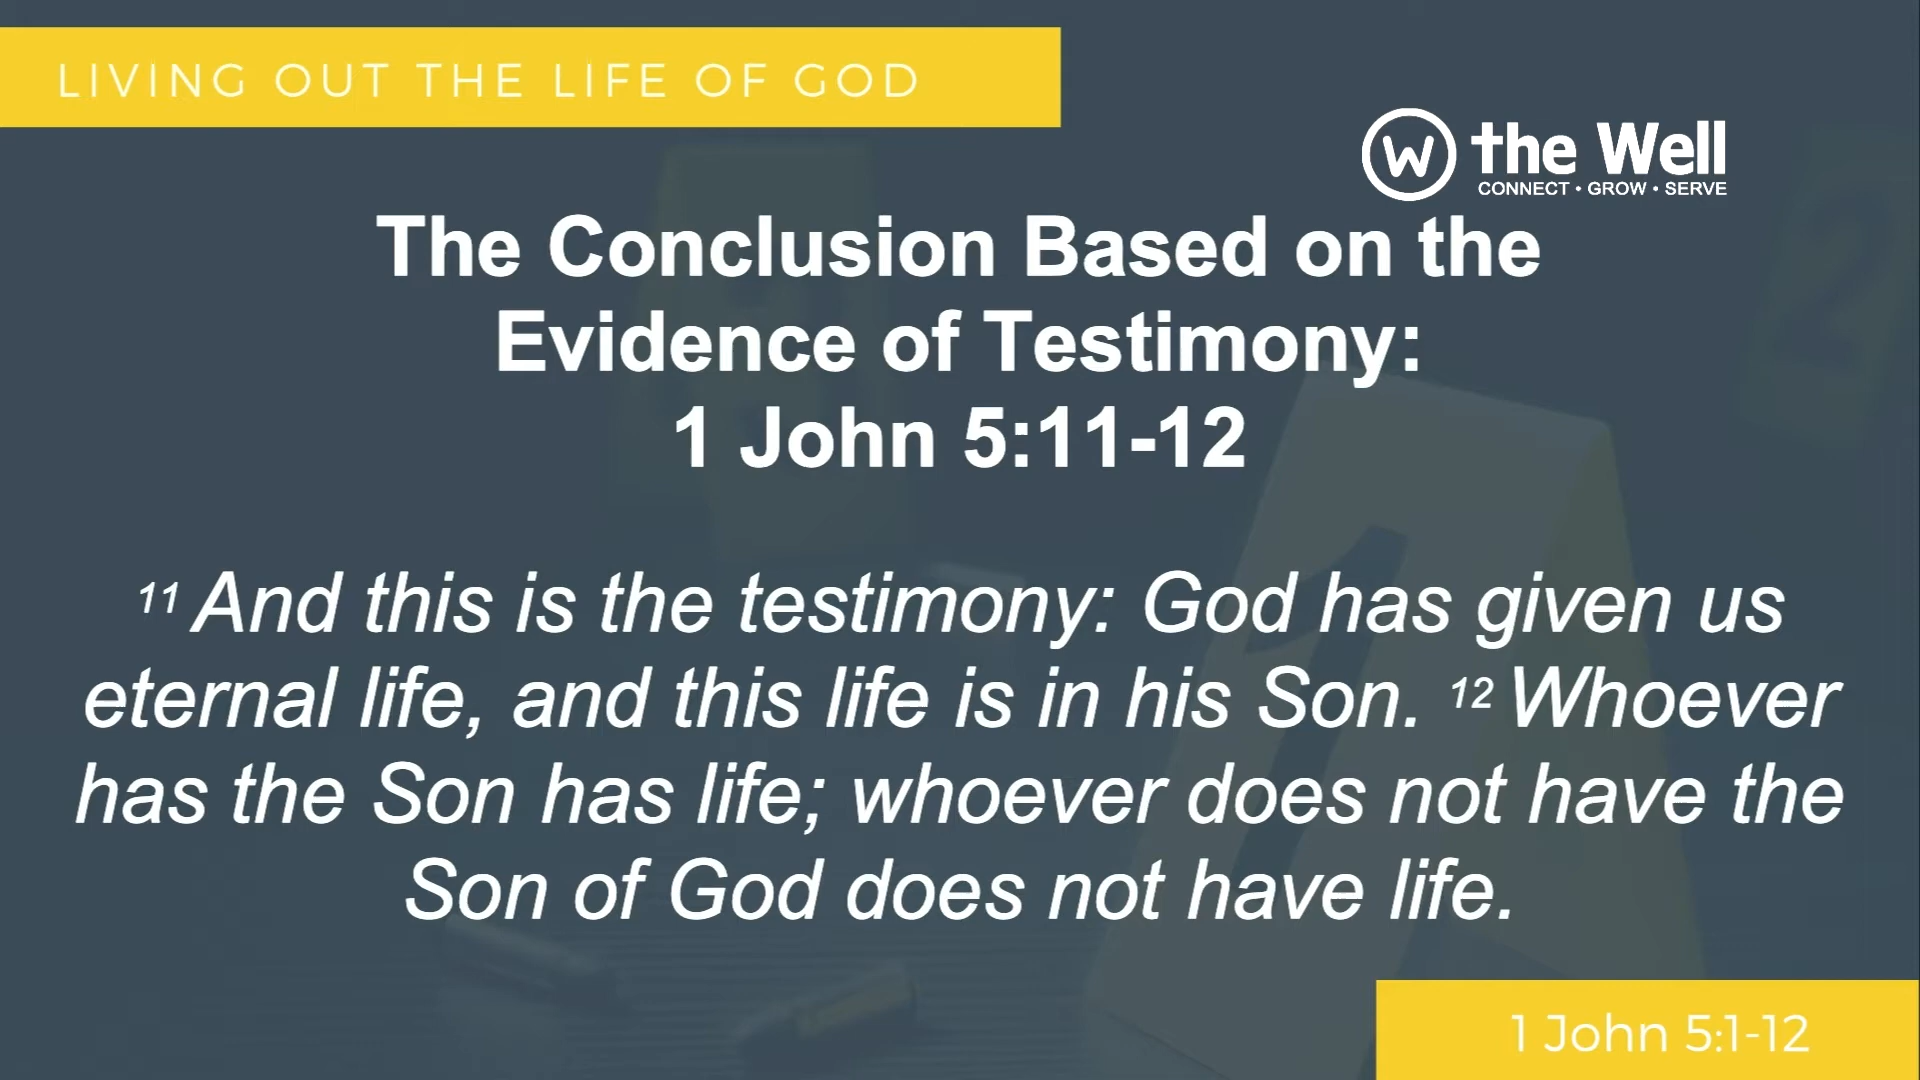 LIVING OUT THE LIFE OF GOD
W the Well
CONNECT • GROW • SERVE
The Conclusion Based on the
Evidence of Testimony:
1 John 5:11-12
11 And this is the testimony: God has given us
eternal life, and this life is in his Son. 12 Whoever
has the Son has life; whoever does not have the
Son of God does not have life.
1 John 5:1-12